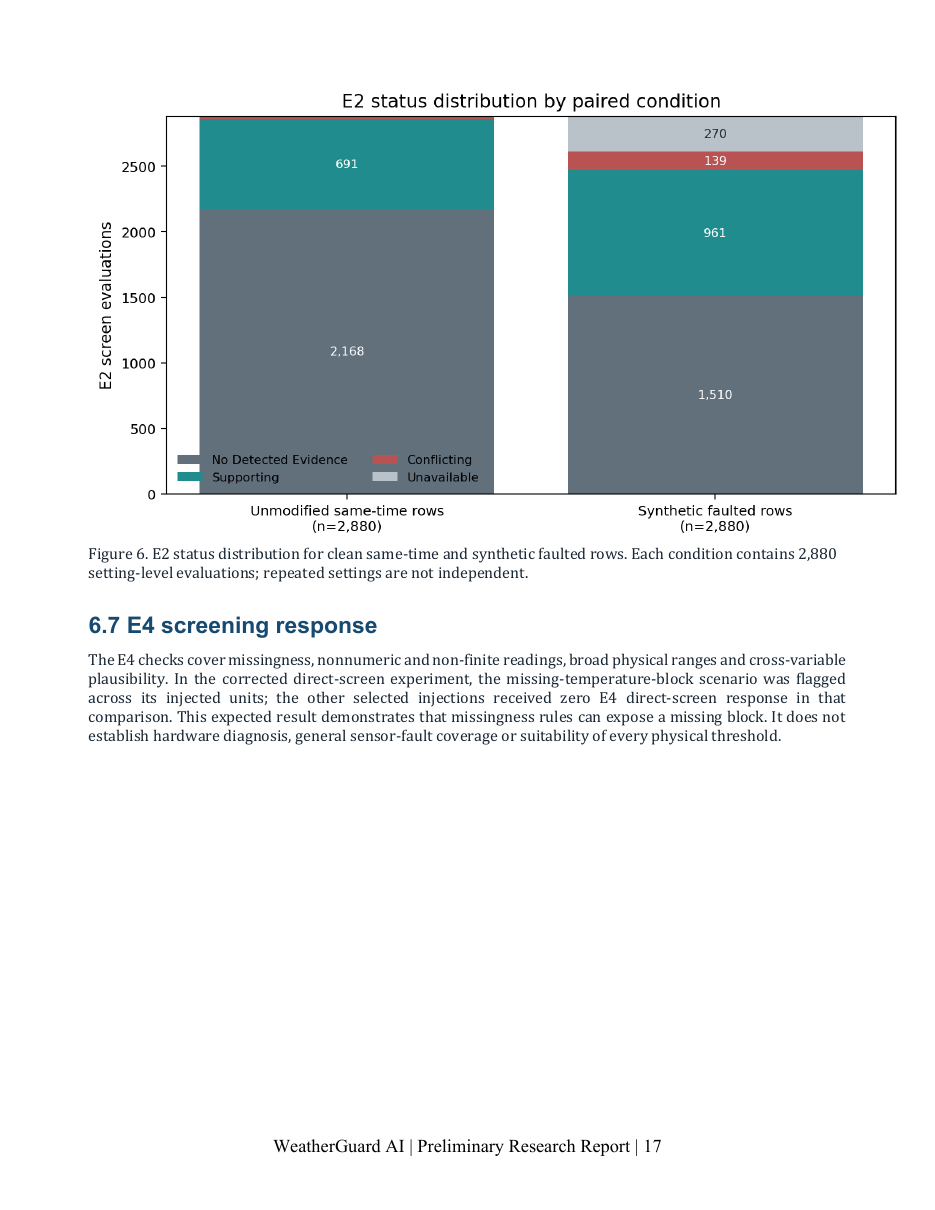 E2 status distribution by paired condition
E2 screen evaluations
2500
2000
1500
1000
500
0
691
2,168
270
139
961
1,510
No Detected Evidence
Supporting
Conflicting
Unavailable
Unmodified same-time rows
(n=2,880)
Synthetic faulted rows
(n=2,880)
Figure 6. E2 status distribution for clean same-time and synthetic faulted rows. Each condition contains 2,880
setting-level evaluations; repeated settings are not independent.
6.7 E4 screening response
The E4 checks cover missingness, nonnumeric and non-finite readings, broad physical ranges and cross-variable
plausibility. In the corrected direct-screen experiment, the missing-temperature-block scenario was flagged
across its injected units; the other selected injections received zero E4 direct-screen response in that
comparison. This expected result demonstrates that missingness rules can expose a missing block. It does not
establish hardware diagnosis, general sensor-fault coverage or suitability of every physical threshold.
WeatherGuard AI | Preliminary Research Report | 17